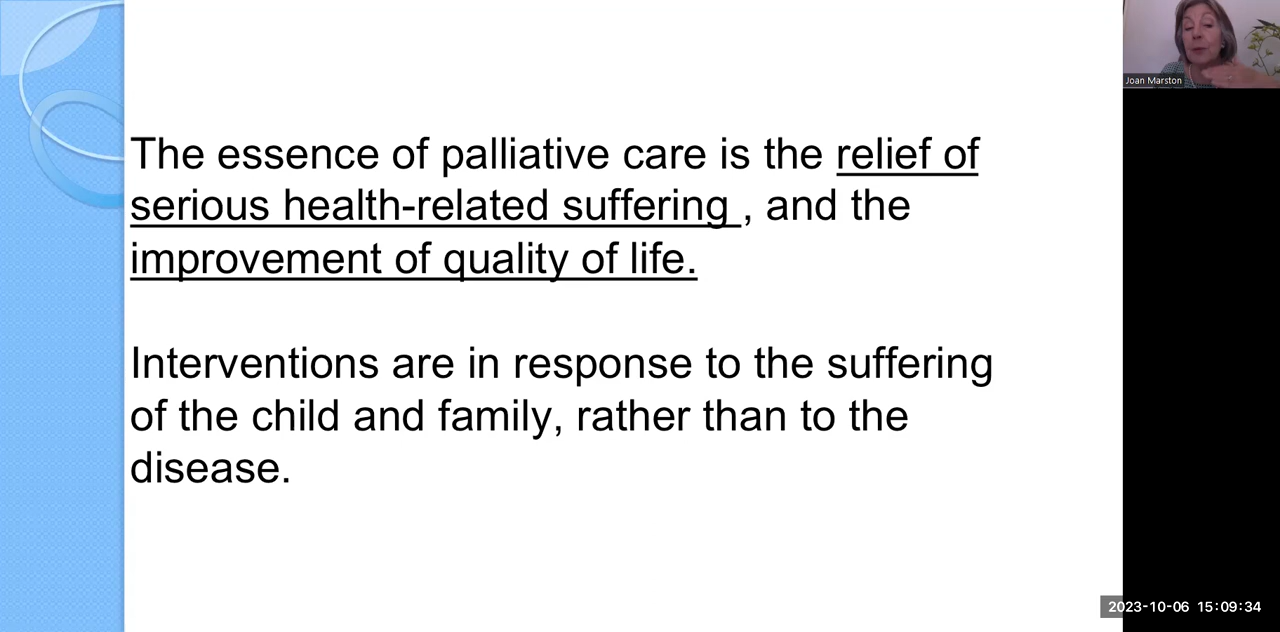 Joan Marston
The essence of palliative care is the relief of
serious health-related suffering , and the
improvement of quality of life.
Interventions are in response to the suffering
of the child and family, rather than to the
disease.
2023-10-06 15:09:34